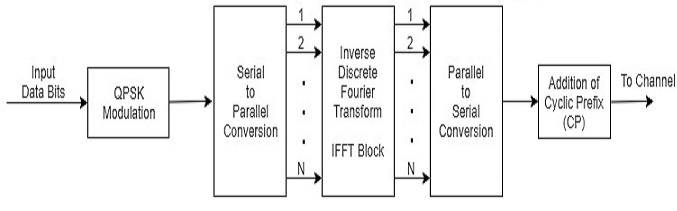 Input
Data Bits
QPSK
Modulation
Serial
to
Parallel
Conversion
1
2
N
Inverse
Discrete
Fourier
Transform
IFFT Block
1
2
N
Parallel
to
Serial
Conversion
Addition of
Cyclic Prefix
(CP)
To Channel